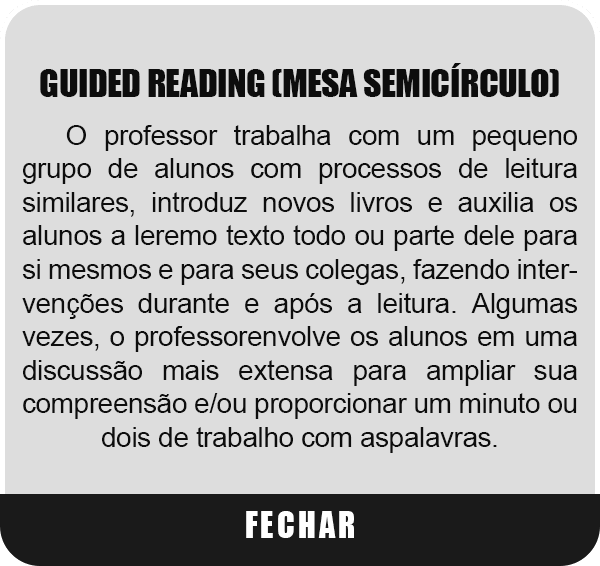 GUIDED READING (MESA SEMICÍRCULO)
O professor trabalha com um pequeno
grupo de alunos com processos de leitura
similares, introduz novos livros e auxilia os
alunos a leremo texto todo ou parte dele para
si mesmos e para seus colegas, fazendo inter-
venções durante e após a leitura. Algumas
vezes, o professorenvolve os alunos em uma
discussão mais extensa para ampliar sua
compreensão e/ou proporcionar um minuto ou
dois de trabalho com aspalavras.
FECHAR